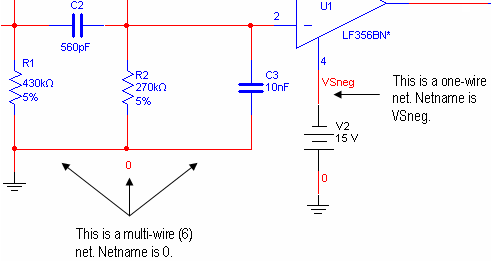 C2
560pF
U1
2
LF356BN*
4
R1
430kΩ
5%
R2
270kΩ
5%
C3
10nF
VSneg
This is a one-wire
net. Netname is
VSneg.
V2
15 V
0
0
This is a multi-wire (6)
net. Netname is 0.